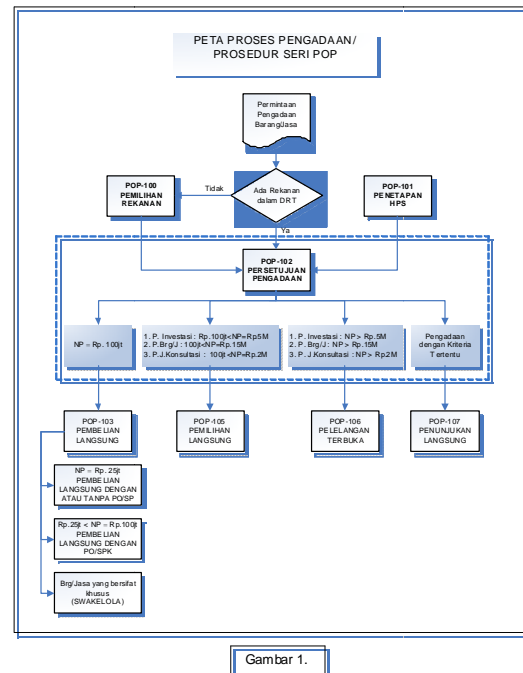 PETA PROSES PENGADAAN/
PROSEDUR SERI POP
Permintaan
Pengadaan
Barang/Jasa
POP-100
PEMILIHAN
REKANAN
Tidak
Ada Rekanan
dalam DRT
POP-101
PENETAPAN
HPS
Ya
POP-102
PERSETUJUAN
PENGADAAN
NP = Rp. 100jt
1. P. Investasi : Rp.100jt<NP=Rp5M
2. P.Brg/J : 100jt<NP=Rp.15M
3. P.J.Konsultasi : 100jt<NP=Rp.2M
1. P. Investasi : NP> Rp.5M
2. P. Brg/J : NP> Rp.15M
3. P. J.Konsultasi : NP> Rp.2M
Pengadaan
dengan Kriteria
Tertentu
POP-103
PEMBELIAN
LANGSUNG
POP-105
PEMILIHAN
LANGSUNG
POP-106
PELELANGAN
TERBUKA
POP-107
PENUNJUKAN
LANGSUNG
NP = Rp. 25jt
PEMBELIAN
LANGSUNG DENGAN
ATAU TANPA PO/SP
Rp.25jt < NP = Rp.100jt
PEMBELIAN
LANGSUNG DENGAN
PO/SPK
Brg/Jasa yang bersifat
khusus
(SWAKELOLA)
Gambar 1.